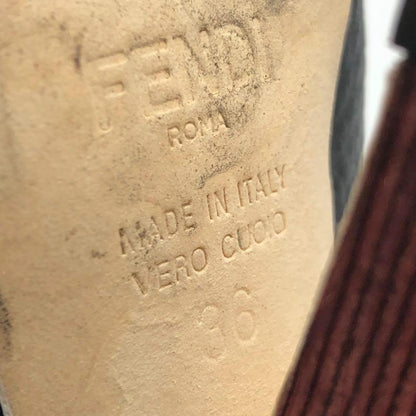 FENDI
ROMA
MADE IN ITALY
VERO CUOIO
36